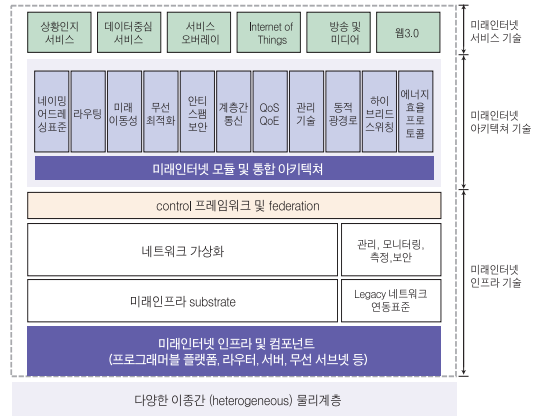 상황인지
서비스
데이터중심
서비스
서비스
오버레이
Internet of
Things
방송 및
미디어
웹3.0
미래인터넷
서비스 기술
네이밍
어드레
싱표준
라우팅
미래
이동성
무선
최적화
안티
스팸
보안
계층간
통신
QoS
QoE
관리
기술
동적
광경로
하이
브리드
스위칭
에너지
효율
프로
토콜
미래인터넷 모듈 및 통합 아키텍쳐
미래인터넷
아키텍쳐 기술
control 프레임워크 및 federation
네트워크 가상화
관리, 모니터링,
측정,보안
미래인프라 substrate
Legacy 네트워크
연동표준
미래인터넷 인프라 및 컴포넌트
(프로그래머블 플랫폼, 라우터, 서버, 무선 서브넷 등)
미래인터넷
인프라 기술
다양한 이종간 (heterogeneous) 물리계층